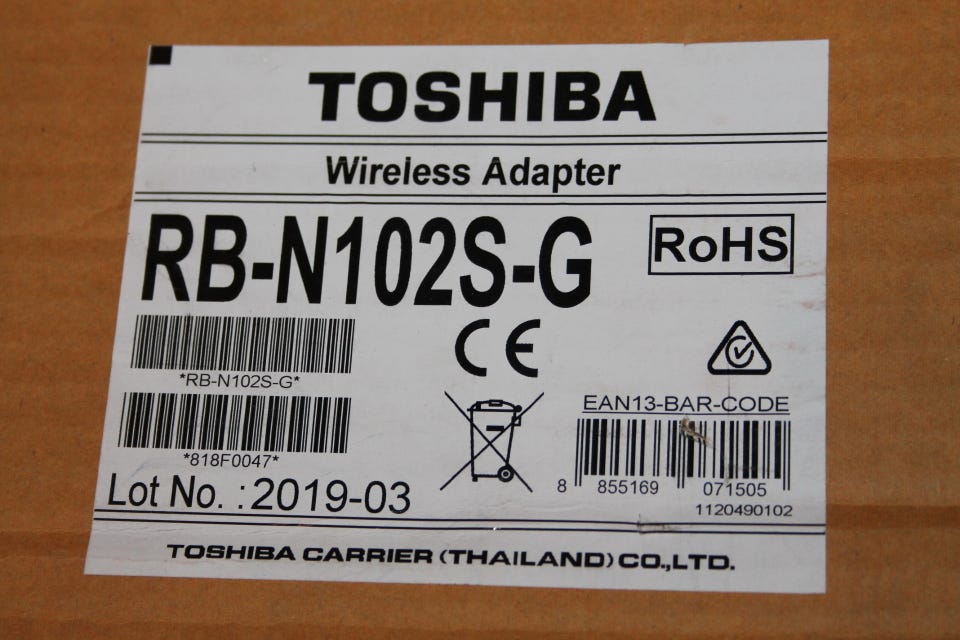 TOSHIBA
Wireless Adapter
RB-N102S-G
RoHS
*RB-N102S-G*
CE
*818F0047*
EAN13-BAR-CODE
8 855169 071505
1120490102
Lot No. : 2019-03
TOSHIBA CARRIER (THAILAND) CO.,LTD.